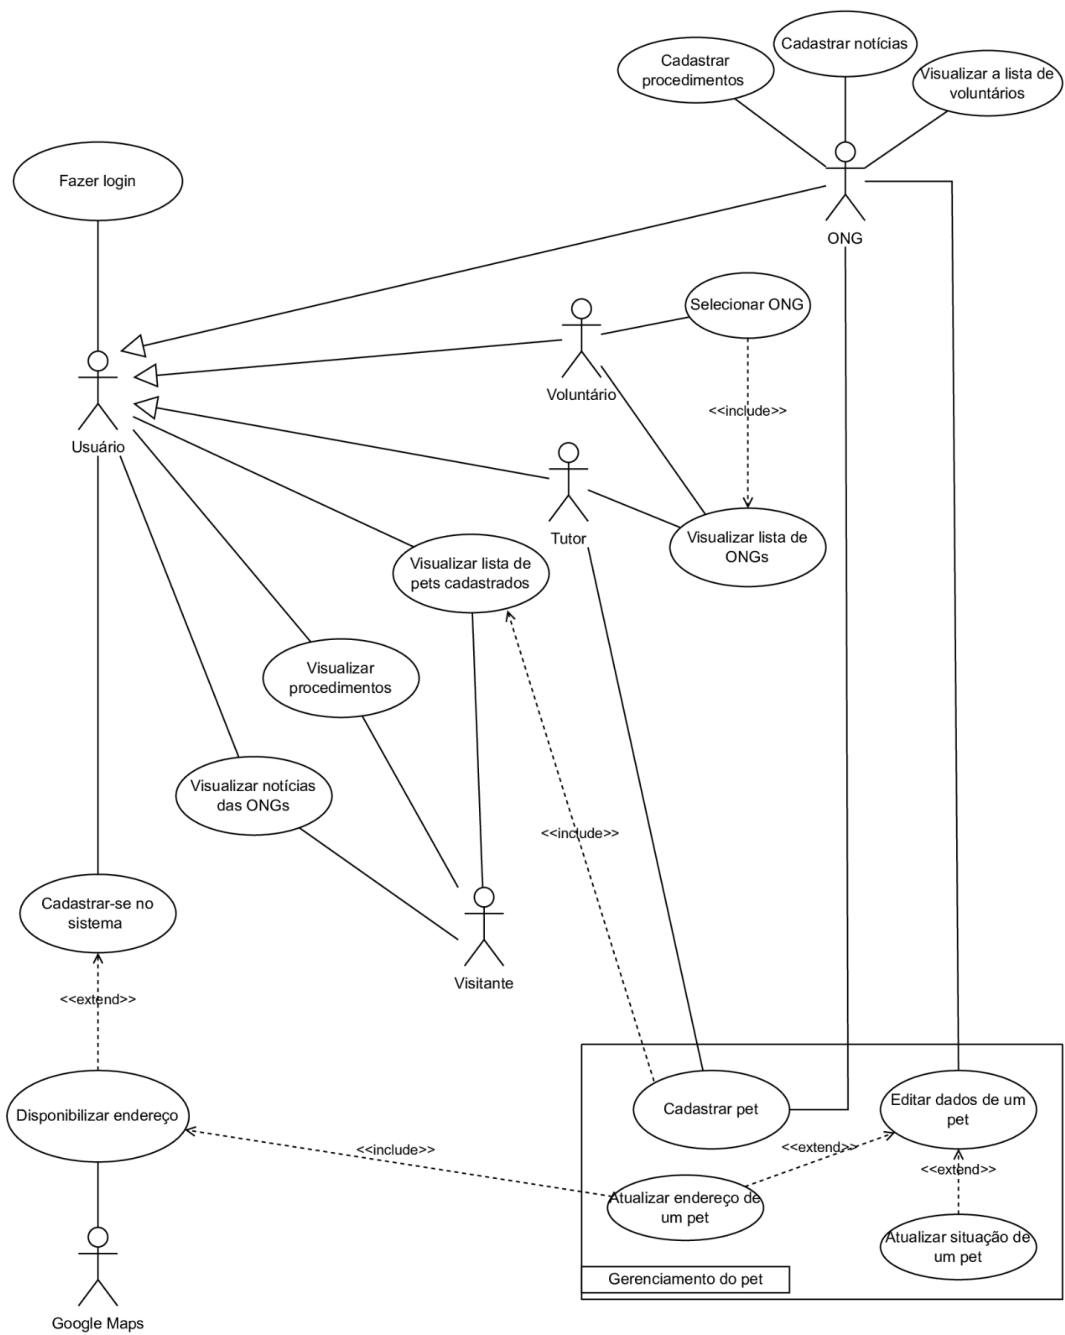 Cadastrar notícias
Cadastrar
procedimentos
Visualizar a lista de
voluntários
Fazer login
ONG
Selecionar ONG
Voluntário
<<include>>
Usuário
Tutor
Visualizar lista de
ONGs
Visualizar lista de
pets cadastrados
Visualizar
procedimentos
Visualizar notícias
das ONGs
<<include>>
Cadastrar-se no
sistema
Visitante
<<extend>>
Disponibilizar endereço
Cadastrar pet
Editar dados de um
pet
<<include>>
<<extend>>
<<extend>>
Atualizar endereço de
um pet
Atualizar situação de
um pet
Gerenciamento do pet
Google Maps